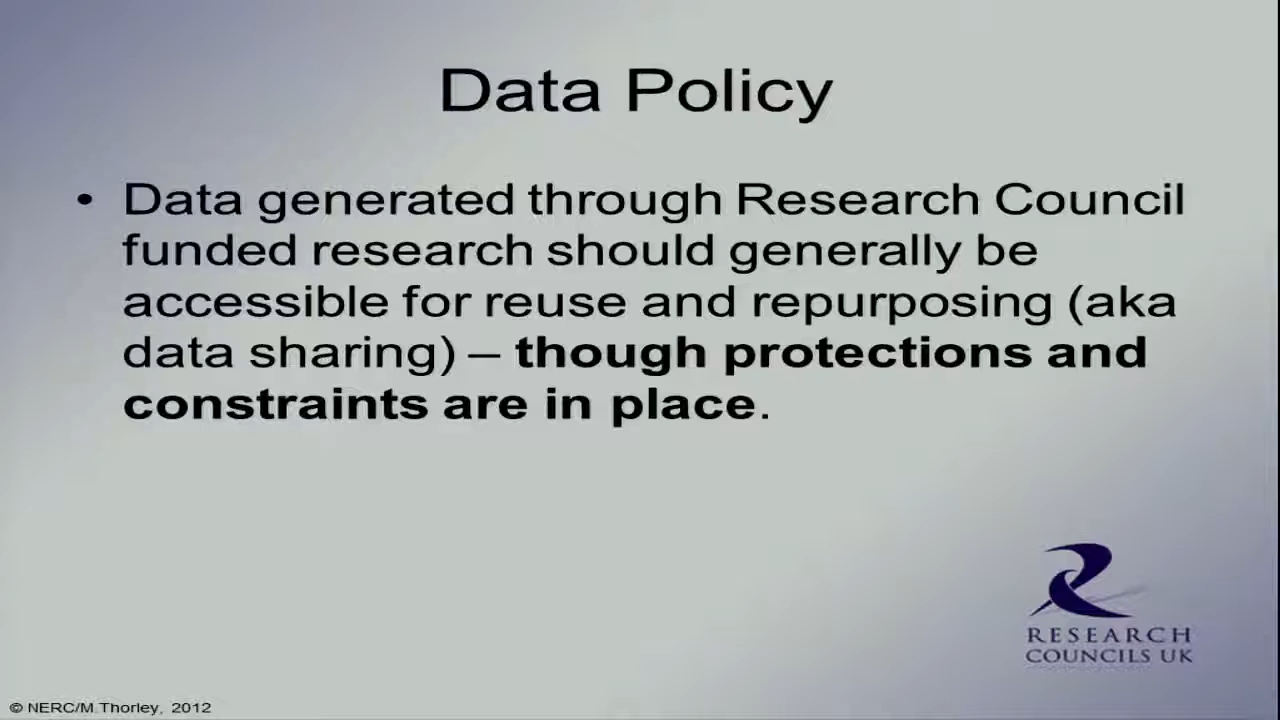 Data Policy
• Data generated through Research Council
funded research should generally be
accessible for reuse and repurposing (aka
data sharing) – though protections and
constraints are in place.
RESEARCH
COUNCILS UK
© NERC/M.Thorley, 2012